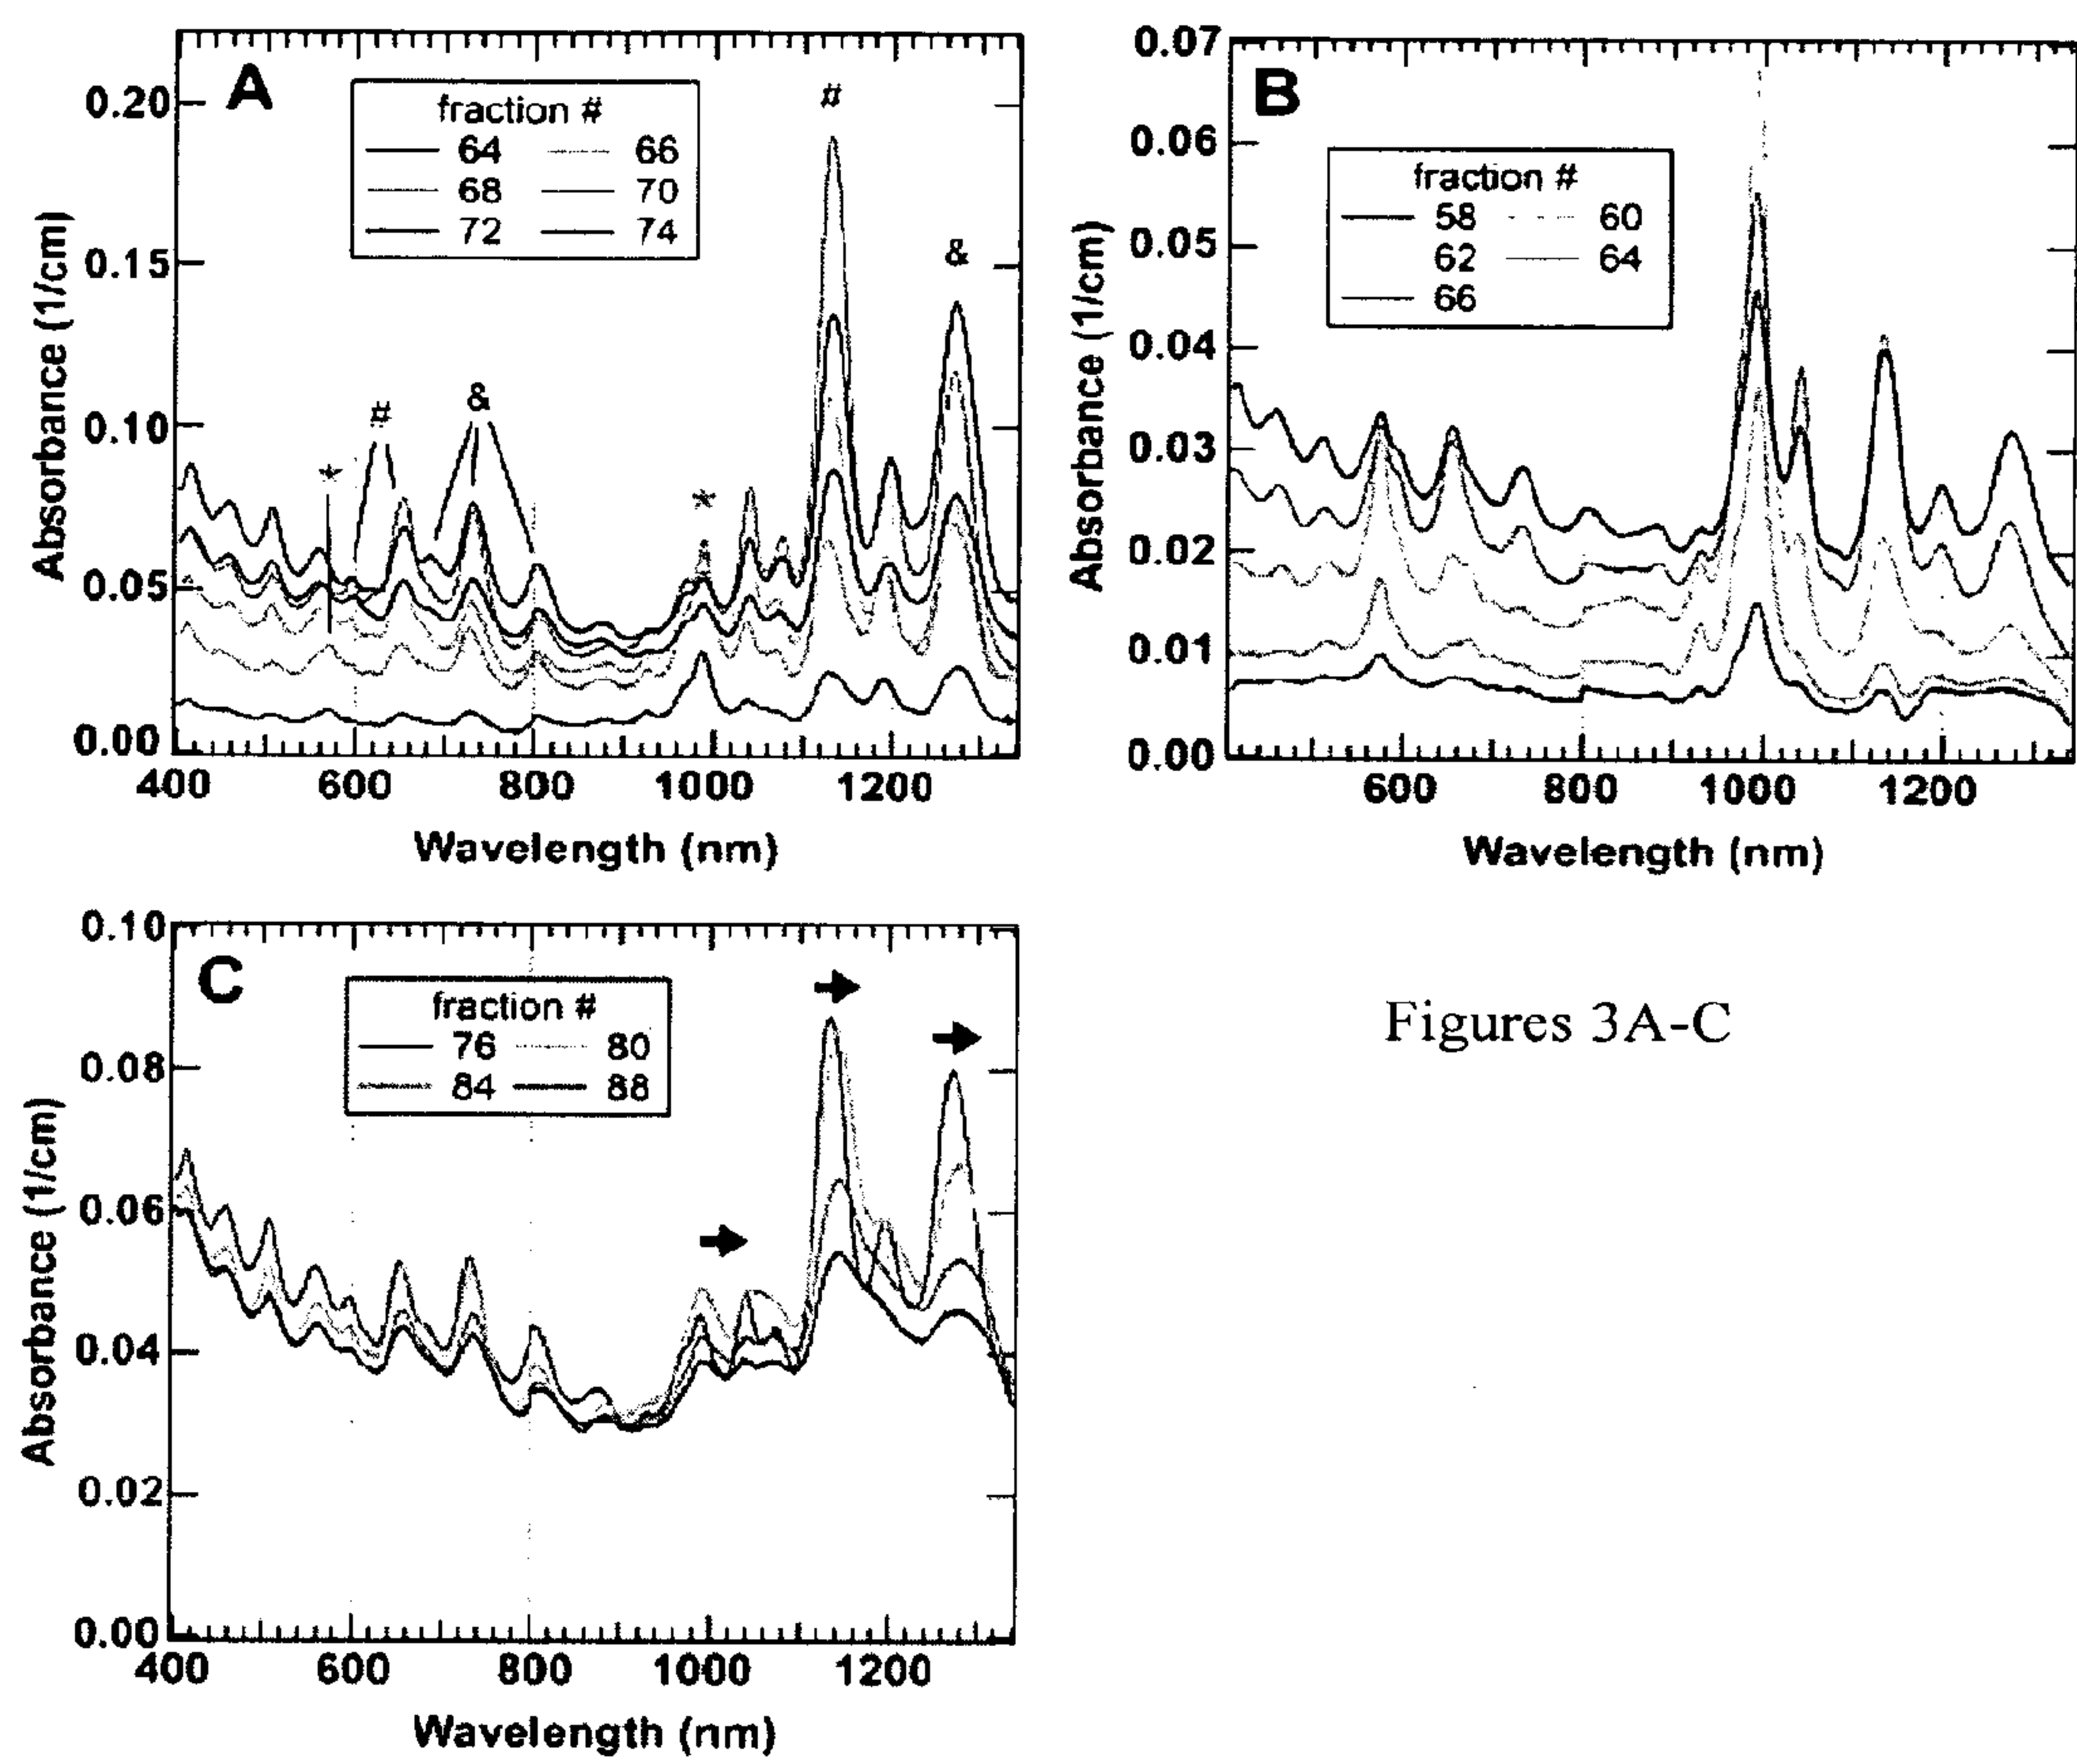 A
fraction #
64 66
68 70
72 74
#
&
*
#
&
*
0.20
0.15
0.10
0.05
0.00
400 600 800 1000 1200
Absorbance (1/cm)
Wavelength (nm)
B
fraction #
58 60
62 64
66
0.07
0.06
0.05
0.04
0.03
0.02
0.01
0.00
600 800 1000 1200
Absorbance (1/cm)
Wavelength (nm)
C
fraction #
76 80
84 88
0.10
0.08
0.06
0.04
0.02
0.00
400 600 800 1000 1200
Absorbance (1/cm)
Wavelength (nm)
Figures 3A-C